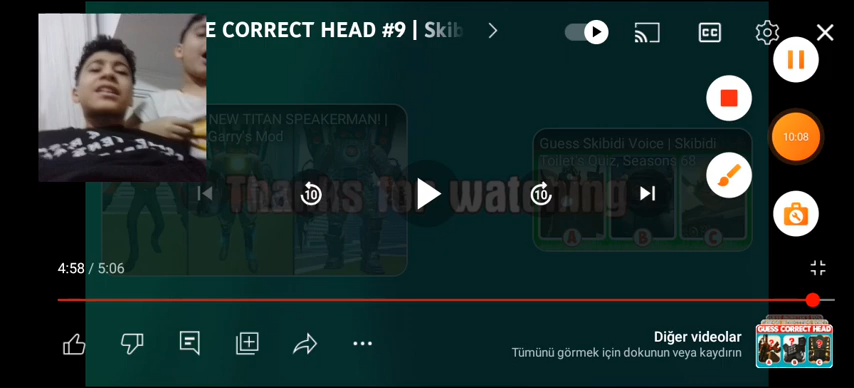 E CORRECT HEAD #9 | Skib
CC
10:08
NEW TITAN SPEAKERMAN! |
Garry's Mod
Guess Skibidi Voice | Skibidi
Toilet's Quiz, Seasons 68
Thanks for watching
10
10
A B C
4:58 / 5:06
Diğer videolar
Tümünü görmek için dokunun veya kaydırın
GUESS CORRECT HEAD